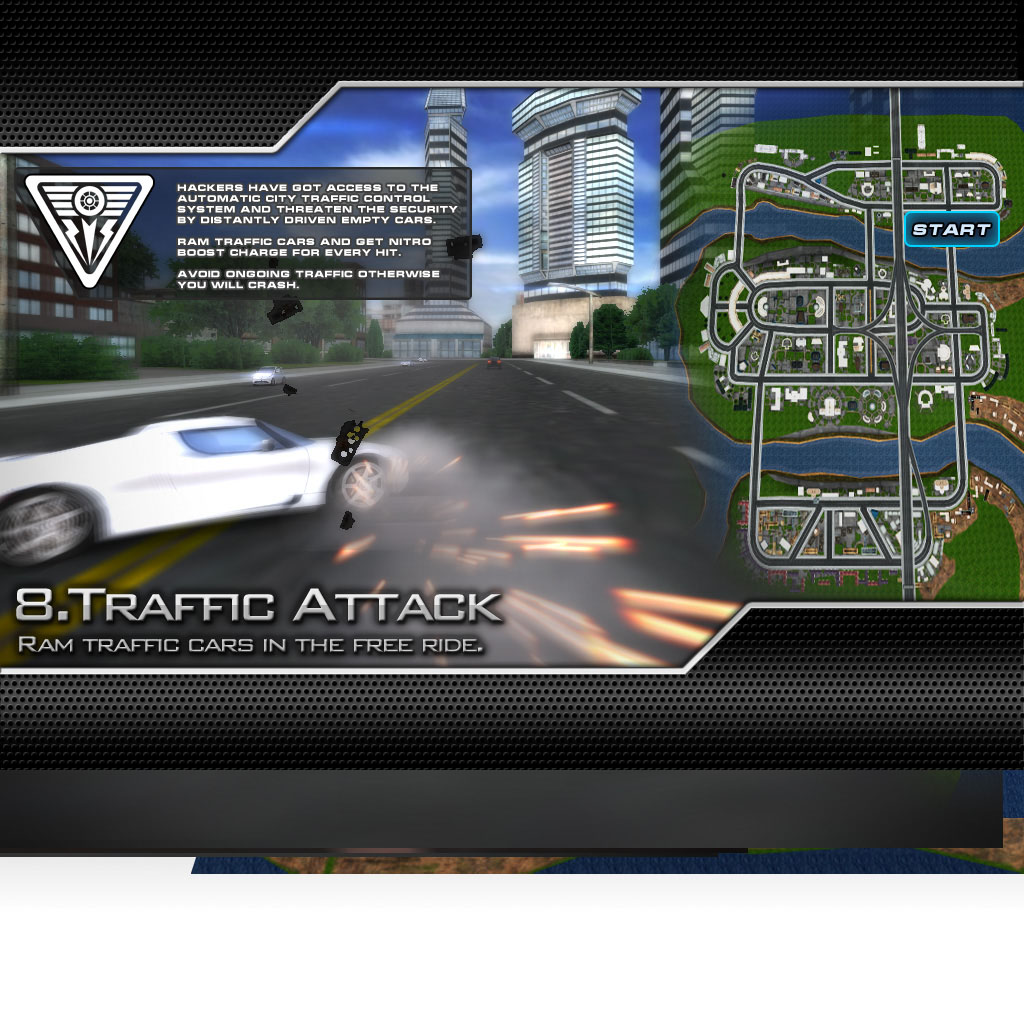 HACKERS HAVE GOT ACCESS TO THE
AUTOMATIC CITY TRAFFIC CONTROL
SYSTEM AND THREATEN THE SECURITY
BY DISTANTLY DRIVEN EMPTY CARS.
RAM TRAFFIC CARS AND GET NITRO
BOOST CHARGE FOR EVERY HIT.
AVOID ONGOING TRAFFIC OTHERWISE
YOU WILL CRASH.
START
8.TRAFFIC ATTACK
RAM TRAFFIC CARS IN THE FREE RIDE.